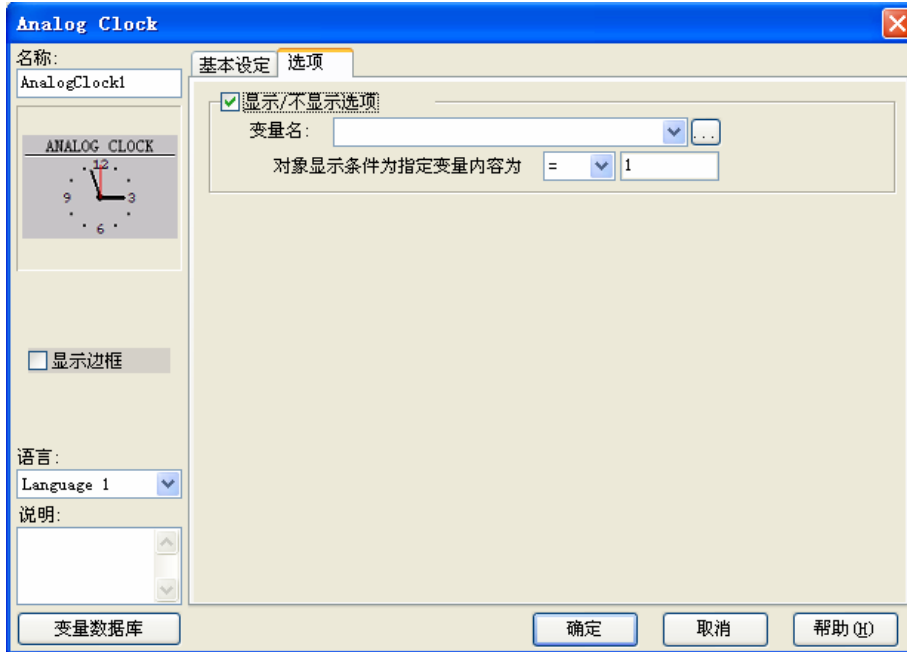 Analog Clock
名称:
AnalogClock1
基本设定
选项
显示/不显示选项
变量名:
...
对象显示条件为指定变量内容为
=
1
ANALOG CLOCK
12
9
3
6
显示边框
语言:
Language 1
说明:
变量数据库
确定
取消
帮助(H)